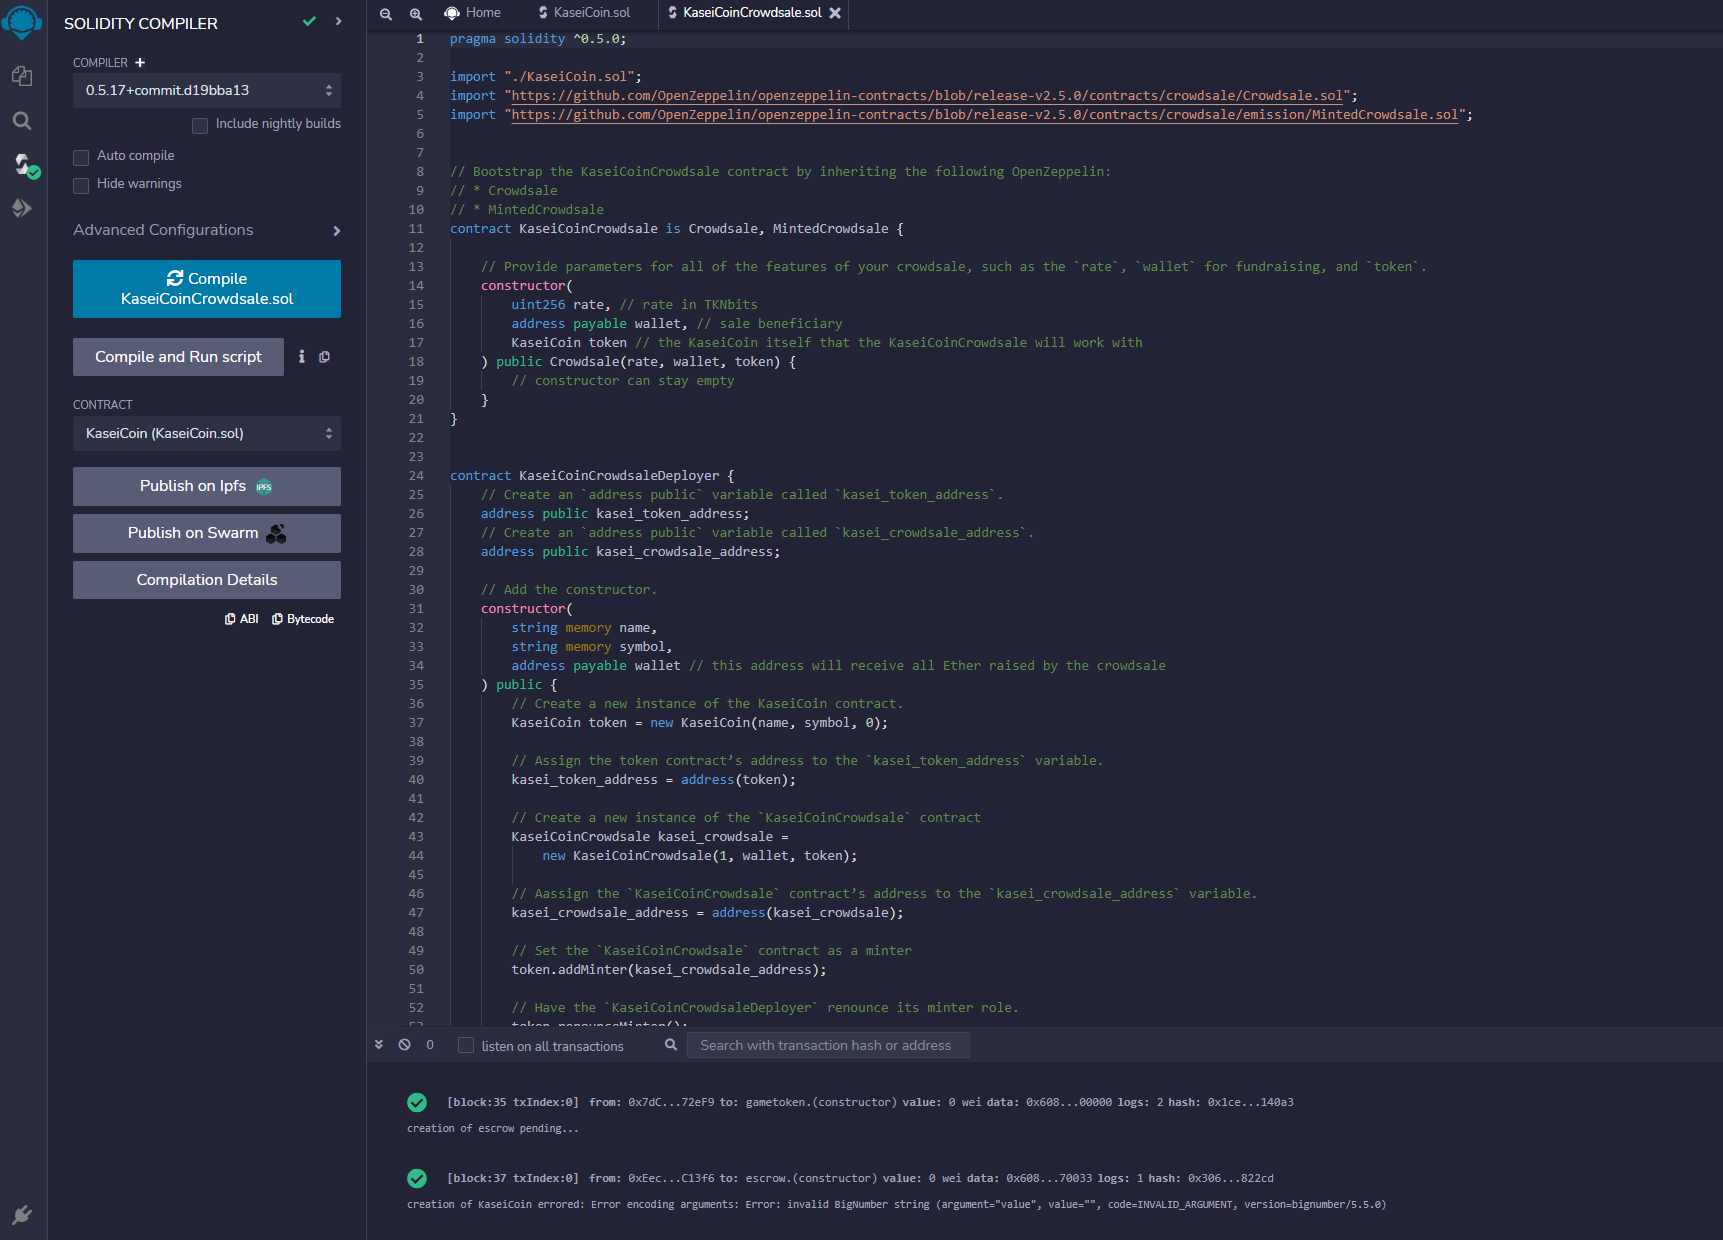 SOLIDITY COMPILER
COMPILER +
0.5.17+commit.d19bba13
Include nightly builds
Auto compile
Hide warnings
Advanced Configurations
Compile
KaseiCoinCrowdsale.sol
Compile and Run script
CONTRACT
KaseiCoin (KaseiCoin.sol)
Publish on Ipfs IPFS
Publish on Swarm
Compilation Details
ABI Bytecode
Home KaseiCoin.sol KaseiCoinCrowdsale.sol
1 pragma solidity ^0.5.0;
2
3 import "./KaseiCoin.sol";
4 import "https://github.com/OpenZeppelin/openzeppelin-contracts/blob/release-v2.5.0/contracts/crowdsale/Crowdsale.sol";
5 import "https://github.com/OpenZeppelin/openzeppelin-contracts/blob/release-v2.5.0/contracts/crowdsale/emission/MintedCrowdsale.sol";
6
7
8 // Bootstrap the KaseiCoinCrowdsale contract by inheriting the following OpenZeppelin:
9 // * Crowdsale
10 // * MintedCrowdsale
11 contract KaseiCoinCrowdsale is Crowdsale, MintedCrowdsale {
12
13 // Provide parameters for all of the features of your crowdsale, such as the `rate`, `wallet` for fundraising, and `token`.
14 constructor(
15 uint256 rate, // rate in TKNbits
16 address payable wallet, // sale beneficiary
17 KaseiCoin token // the KaseiCoin itself that the KaseiCoinCrowdsale will work with
18 ) public Crowdsale(rate, wallet, token) {
19 // constructor can stay empty
20 }
21 }
22
23
24 contract KaseiCoinCrowdsaleDeployer {
25 // Create an `address public` variable called `kasei_token_address`.
26 address public kasei_token_address;
27 // Create an `address public` variable called `kasei_crowdsale_address`.
28 address public kasei_crowdsale_address;
29
30 // Add the constructor.
31 constructor(
32 string memory name,
33 string memory symbol,
34 address payable wallet // this address will receive all Ether raised by the crowdsale
35 ) public {
36 // Create a new instance of the KaseiCoin contract.
37 KaseiCoin token = new KaseiCoin(name, symbol, 0);
38
39 // Assign the token contract’s address to the `kasei_token_address` variable.
40 kasei_token_address = address(token);
41
42 // Create a new instance of the `KaseiCoinCrowdsale` contract
43 KaseiCoinCrowdsale kasei_crowdsale =
44 new KaseiCoinCrowdsale(1, wallet, token);
45
46 // Aassign the `KaseiCoinCrowdsale` contract’s address to the `kasei_crowdsale_address` variable.
47 kasei_crowdsale_address = address(kasei_crowdsale);
48
49 // Set the `KaseiCoinCrowdsale` contract as a minter
50 token.addMinter(kasei_crowdsale_address);
51
52 // Have the `KaseiCoinCrowdsaleDeployer` renounce its minter role.
53 token.renounceMinter();
0 listen on all transactions Search with transaction hash or address
[block:35 txIndex:0] from: 0x7dC...72eF9 to: gametoken.(constructor) value: 0 wei data: 0x608...00000 logs: 2 hash: 0x1ce...140a3
creation of escrow pending...
[block:37 txIndex:0] from: 0xEec...C13f6 to: escrow.(constructor) value: 0 wei data: 0x608...70033 logs: 1 hash: 0x306...822cd
creation of KaseiCoin errored: Error encoding arguments: Error: invalid BigNumber string (argument="value", value="", code=INVALID_ARGUMENT, version=bignumber/5.5.0)